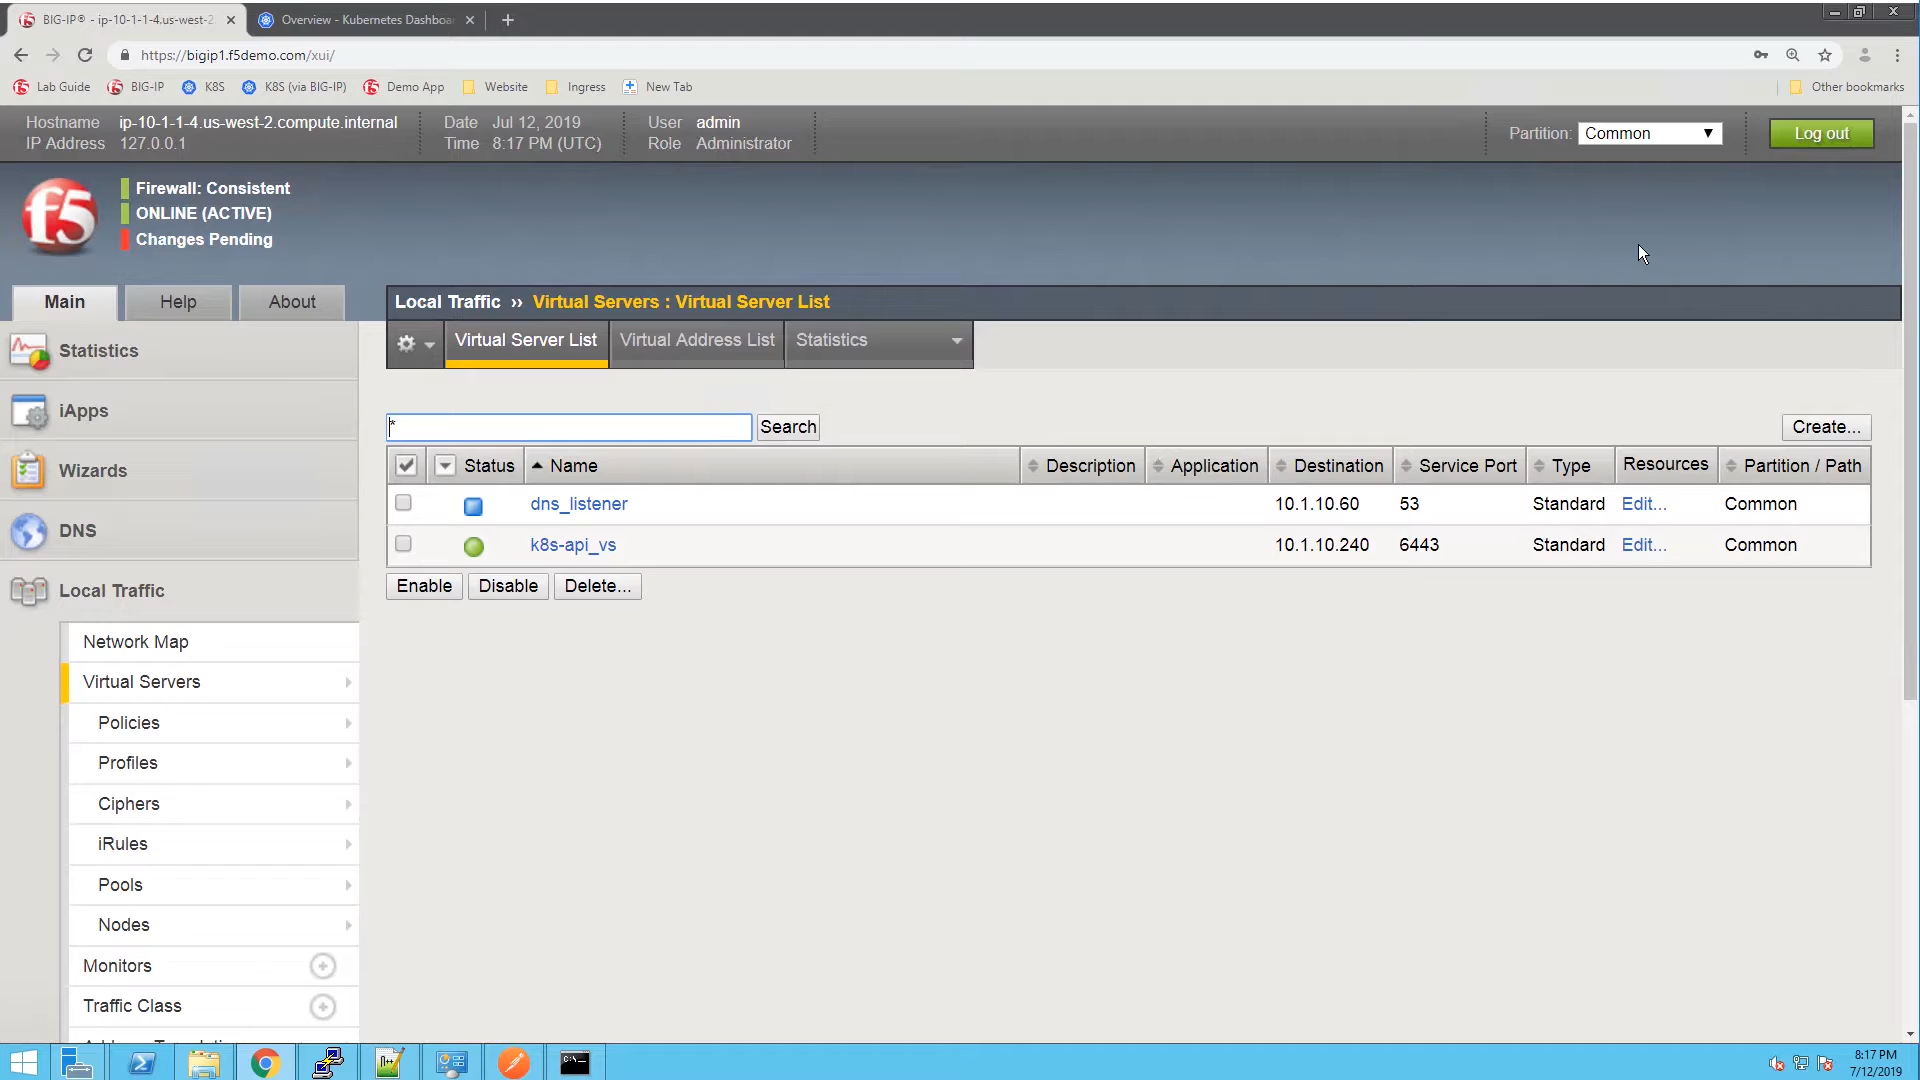 BIG-IP® - ip-10-1-1-4.us-west-2.
Overview - Kubernetes Dashboa
https://bigip1.f5demo.com/xui/
Lab Guide
BIG-IP
K8S
K8S (via BIG-IP)
Demo App
Website
Ingress
New Tab
Other bookmarks
Hostname ip-10-1-1-4.us-west-2.compute.internal
IP Address 127.0.0.1
Date Jul 12, 2019
Time 8:17 PM (UTC)
User admin
Role Administrator
Partition: Common
Log out
f5
Firewall: Consistent
ONLINE (ACTIVE)
Changes Pending
Main
Help
About
Local Traffic ›› Virtual Servers : Virtual Server List
Virtual Server List
Virtual Address List
Statistics
Statistics
iApps
Wizards
DNS
Local Traffic
Network Map
Virtual Servers
Policies
Profiles
Ciphers
iRules
Pools
Nodes
Monitors
Traffic Class
*
Search
Create...
Status Name Description Application Destination Service Port Type Resources Partition / Path
dns_listener 10.1.10.60 53 Standard Edit... Common
k8s-api_vs 10.1.10.240 6443 Standard Edit... Common
Enable
Disable
Delete...
8:17 PM
7/12/2019